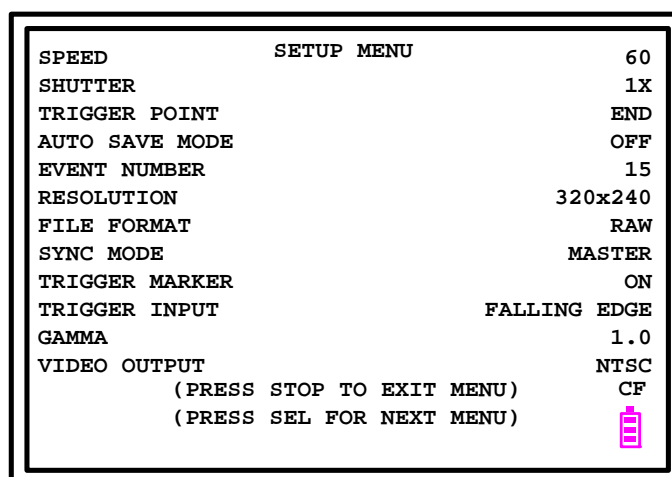 SETUP MENU
SPEED 60
SHUTTER 1X
TRIGGER POINT END
AUTO SAVE MODE OFF
EVENT NUMBER 15
RESOLUTION 320x240
FILE FORMAT RAW
SYNC MODE MASTER
TRIGGER MARKER ON
TRIGGER INPUT FALLING EDGE
GAMMA 1.0
VIDEO OUTPUT NTSC
(PRESS STOP TO EXIT MENU) CF
(PRESS SEL FOR NEXT MENU)